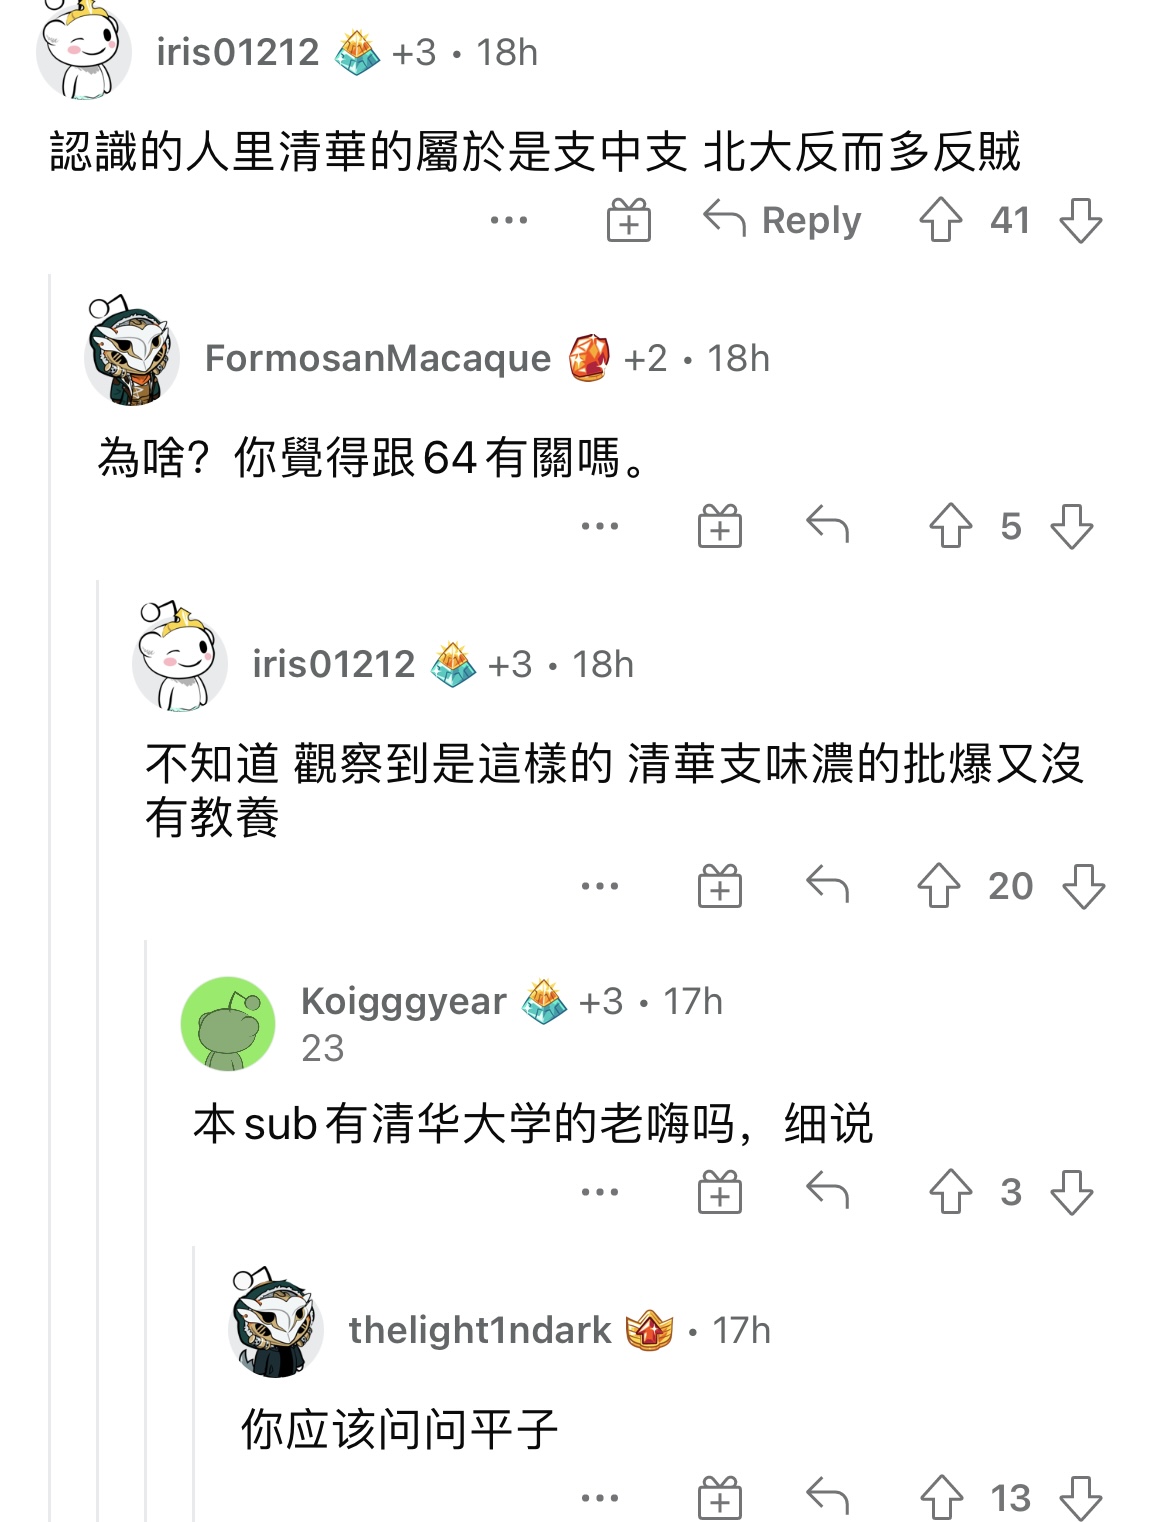 iris01212 +3 • 18h
認識的人里清華的屬於是支中支 北大反而多反賊
... Reply 41
FormosanMacaque +2 • 18h
為啥？你覺得跟64有關嗎。
... 5
iris01212 +3 • 18h
不知道 觀察到是這樣的 清華支味濃的批爆又沒
有教養
... 20
Koigggyear +3 • 17h
23
本sub有清华大学的老嗨吗，细说
... 3
thelight1ndark • 17h
你应该问问平子
... 13